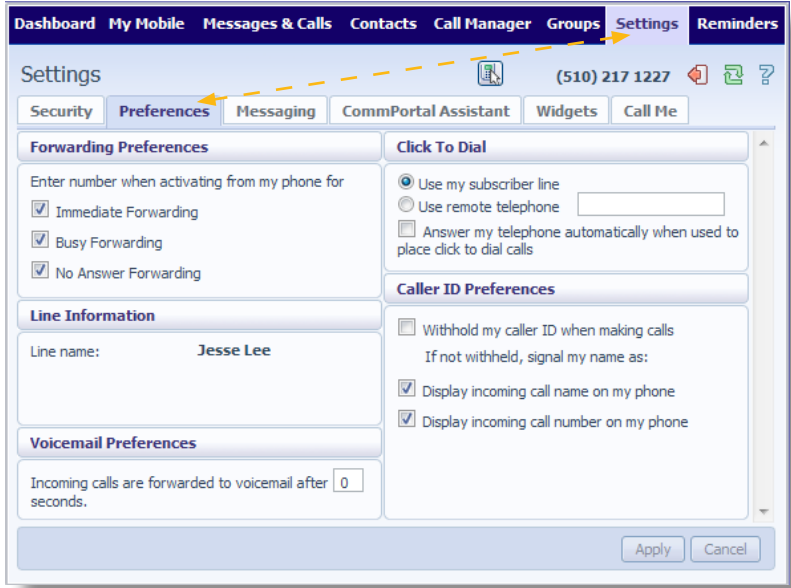 Dashboard My Mobile Messages & Calls Contacts Call Manager Groups Settings Reminders
Settings (510) 217 1227
Security Preferences Messaging CommPortal Assistant Widgets Call Me
Forwarding Preferences
Enter number when activating from my phone for
Immediate Forwarding
Busy Forwarding
No Answer Forwarding
Line Information
Line name: Jesse Lee
Voicemail Preferences
Incoming calls are forwarded to voicemail after 0
seconds.
Click To Dial
Use my subscriber line
Use remote telephone
Answer my telephone automatically when used to
place click to dial calls
Caller ID Preferences
Withhold my caller ID when making calls
If not withheld, signal my name as:
Display incoming call name on my phone
Display incoming call number on my phone
Apply Cancel